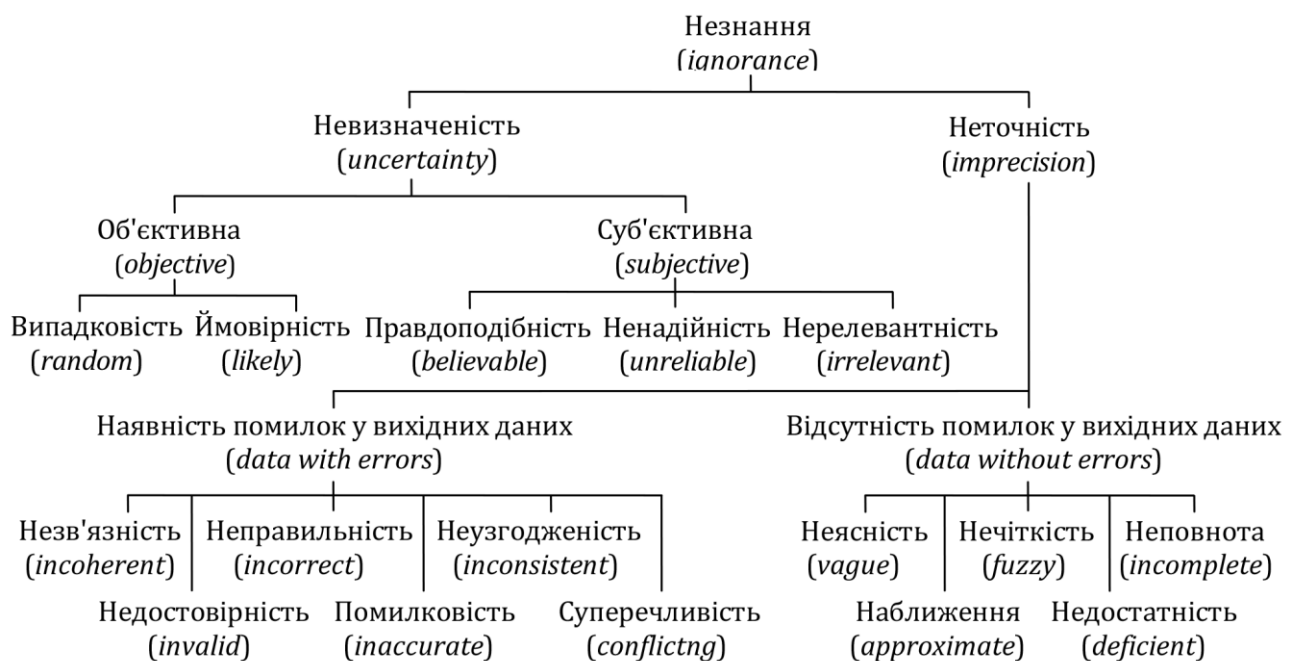 Незнання
(ignorance)
Невизначеність
(uncertainty)
Неточність
(imprecision)
Об'єктивна
(objective)
Суб'єктивна
(subjective)
Випадковість
(random)
Ймовірність
(likely)
Правдоподібність
(believable)
Ненадійність
(unreliable)
Нерелевантність
(irrelevant)
Наявність помилок у вихідних даних
(data with errors)
Відсутність помилок у вихідних даних
(data without errors)
Незв'язність
(incoherent)
Неправильність
(incorrect)
Неузгодженість
(inconsistent)
Недостовірність
(invalid)
Помилковість
(inaccurate)
Суперечливість
(conflictng)
Неясність
(vague)
Нечіткість
(fuzzy)
Неповнота
(incomplete)
Наближення
(approximate)
Недостатність
(deficient)